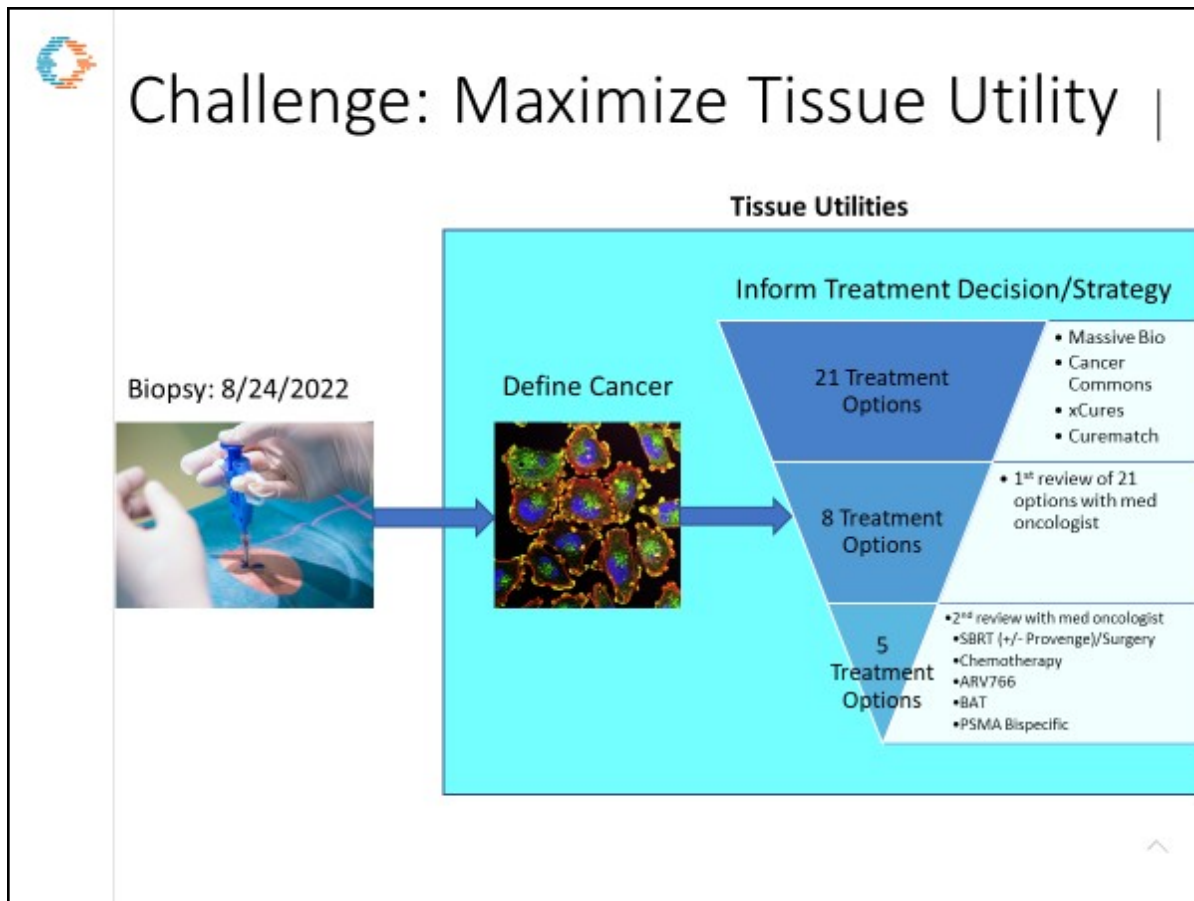 Challenge: Maximize Tissue Utility
Tissue Utilities
Inform Treatment Decision/Strategy
Biopsy: 8/24/2022
Define Cancer
21 Treatment
Options
• Massive Bio
• Cancer
Commons
• xCures
• Curematch
8 Treatment
Options
• 1st review of 21
options with med
oncologist
5
Treatment
Options
•2nd review with med oncologist
•SBRT (+/- Provenge)/Surgery
•Chemotherapy
•ARV766
•BAT
•PSMA Bispecific